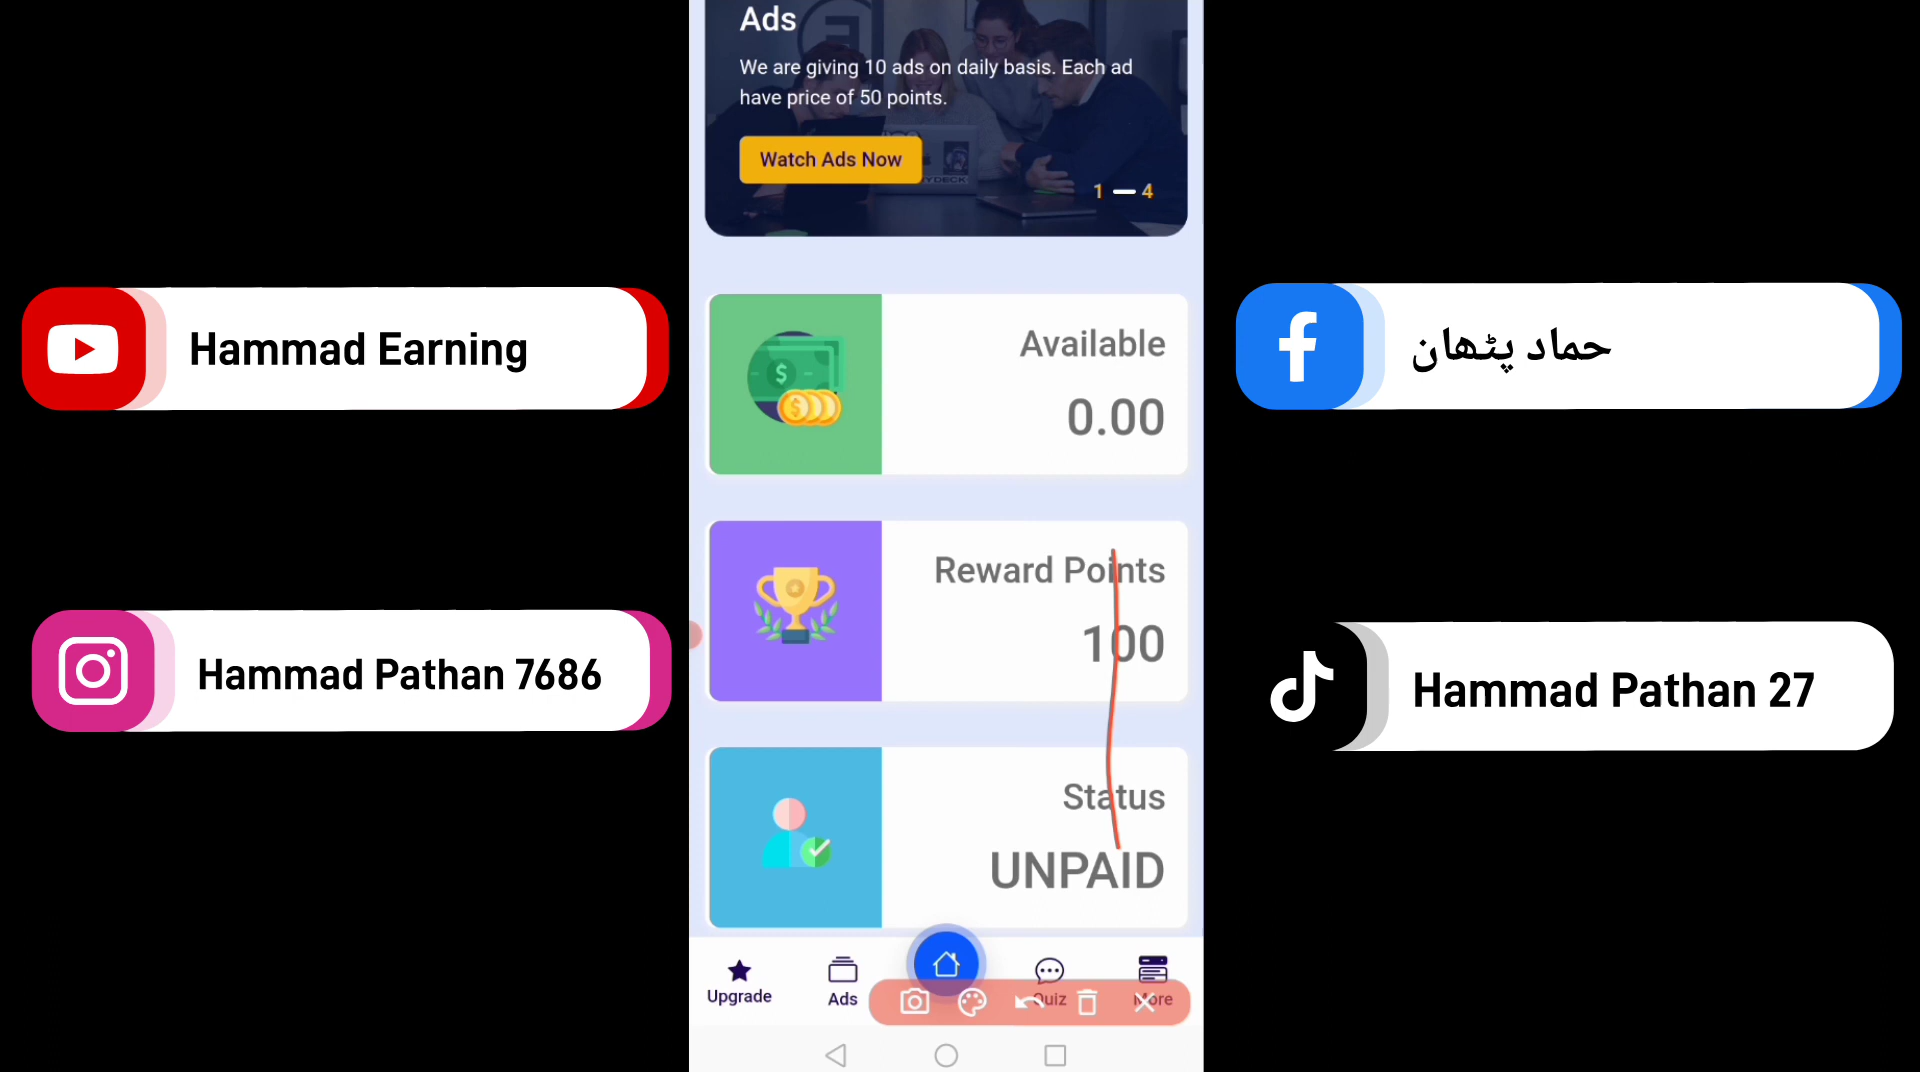 Ads
We are giving 10 ads on daily basis. Each ad
have price of 50 points.
Watch Ads Now
1 4
Hammad Earning
حماد پٹھان
Available
0.00
Reward Points
100
Hammad Pathan 7686
Hammad Pathan 27
Status
UNPAID
Upgrade
Ads
Quiz
More